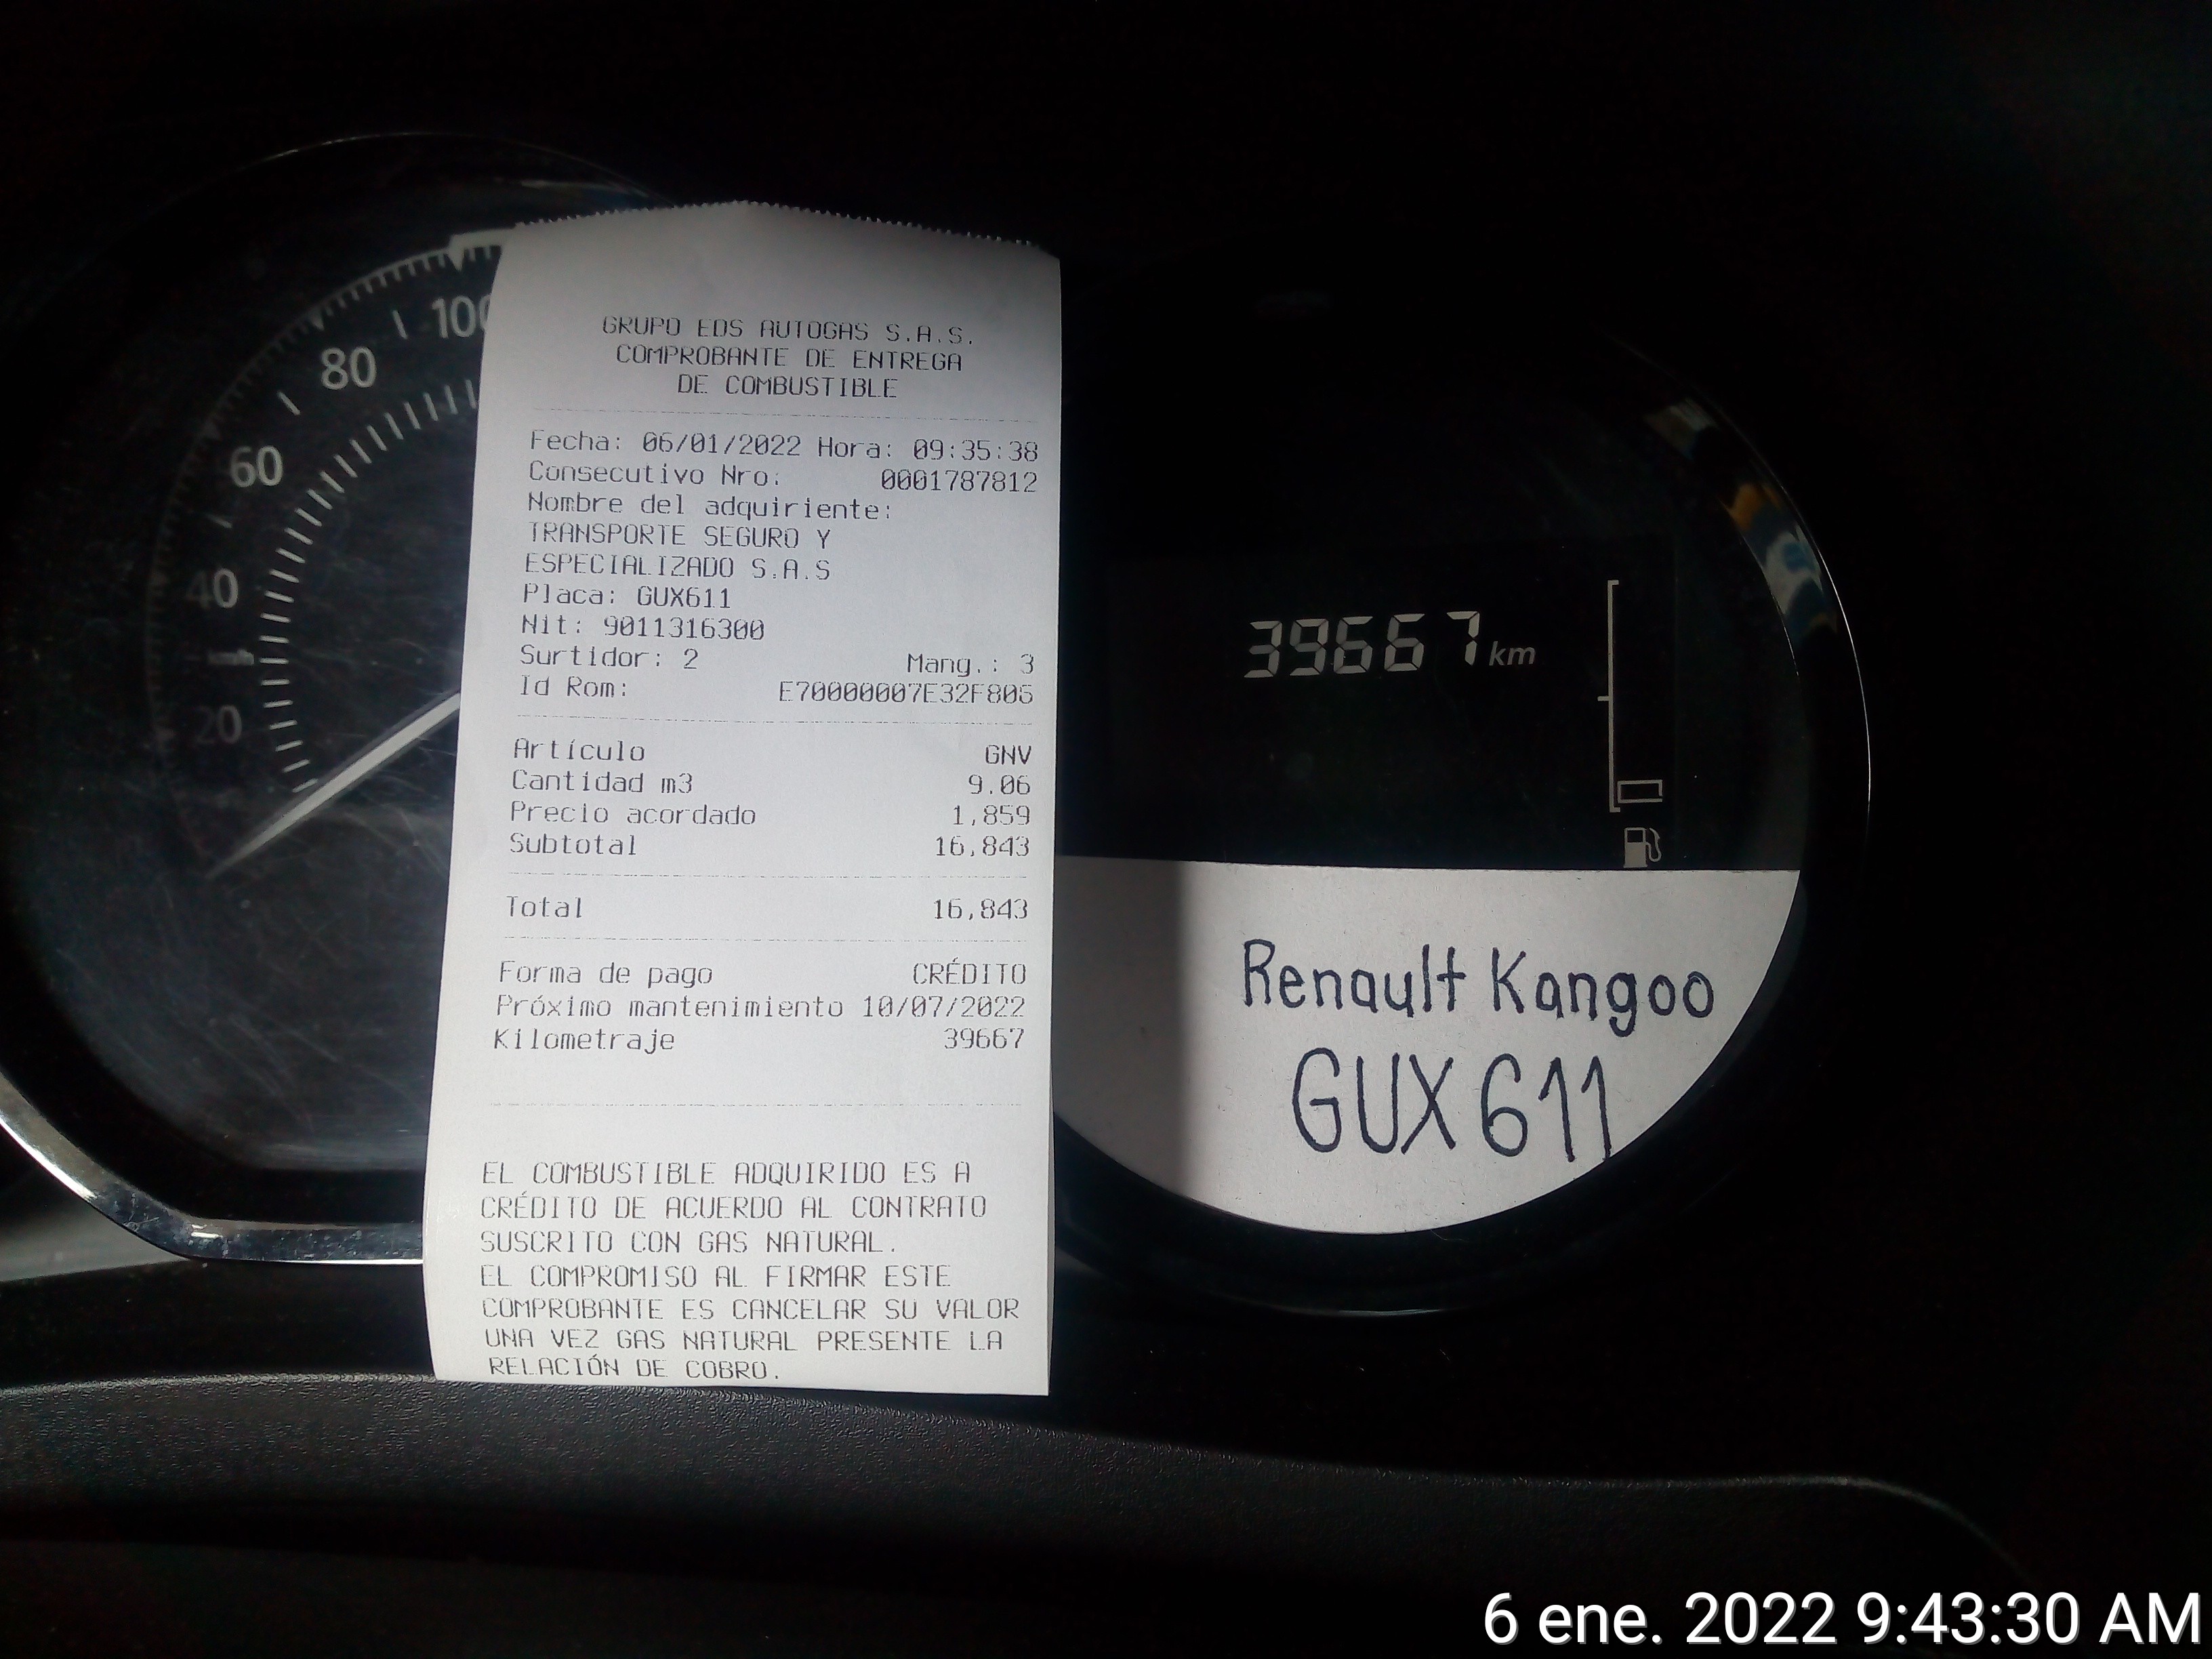 GRUPO EDS AUTOGAS S.A.S.
COMPROBANTE DE ENTREGA
DE COMBUSTIBLE
Fecha: 06/01/2022 Hora: 09:35:38
Consecutivo Nro: 0001787812
Nombre del adquiriente:
TRANSPORTE SEGURO Y
ESPECIALIZADO S.A.S
Placa: GUX611
Nit: 9011316300
Surtidor: 2 Mang.: 3
Id Rom: E70000007E32F805
Artículo GNV
Cantidad m3 9.06
Precio acordado 1,859
Subtotal 16,843
Total 16,843
Forma de pago CRÉDITO
Próximo mantenimiento 10/07/2022
Kilometraje 39667
EL COMBUSTIBLE ADQUIRIDO ES A
CRÉDITO DE ACUERDO AL CONTRATO
SUSCRITO CON GAS NATURAL.
EL COMPROMISO AL FIRMAR ESTE
COMPROBANTE ES CANCELAR SU VALOR
UNA VEZ GAS NATURAL PRESENTE LA
RELACIÓN DE COBRO.
100
80
60
40
km/h
20
39667 km
Renault Kangoo
GUX 611
6 ene. 2022 9:43:30 AM